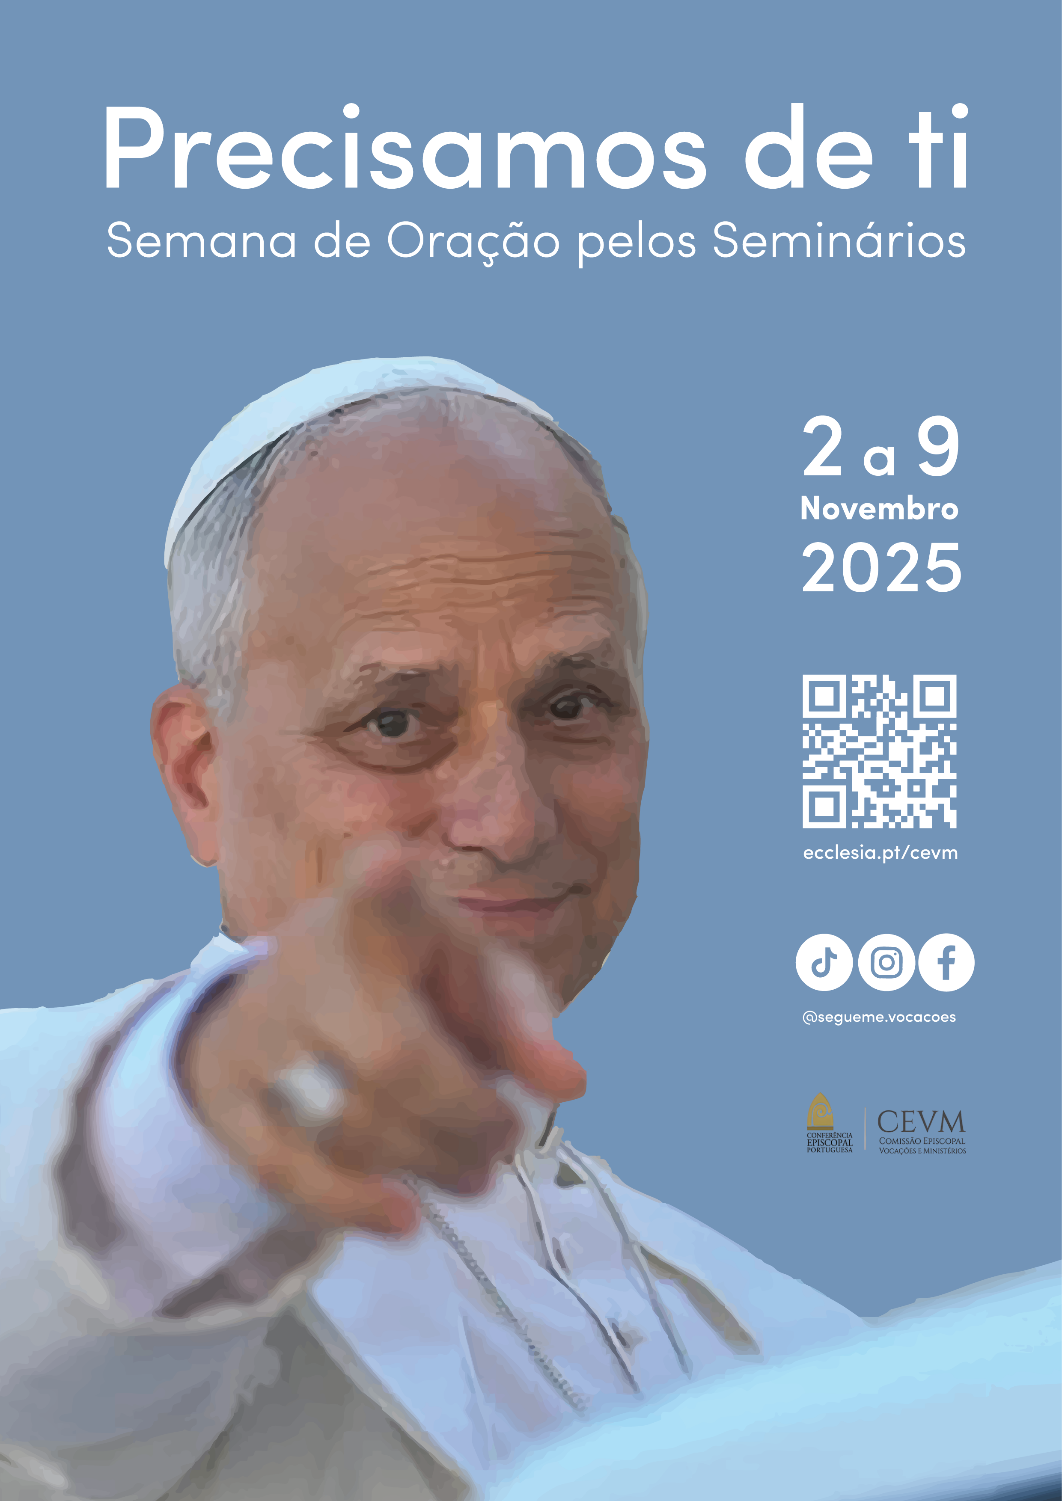 Precisamos de ti
Semana de Oração pelos Seminários
2 a 9
Novembro
2025
ecclesia.pt/cevm
@segueme.vocacoes
CONFERÊNCIA
EPISCOPAL
PORTUGUESA
CEVM
COMISSÃO EPISCOPAL
VOCAÇÕES E MINISTÉRIOS